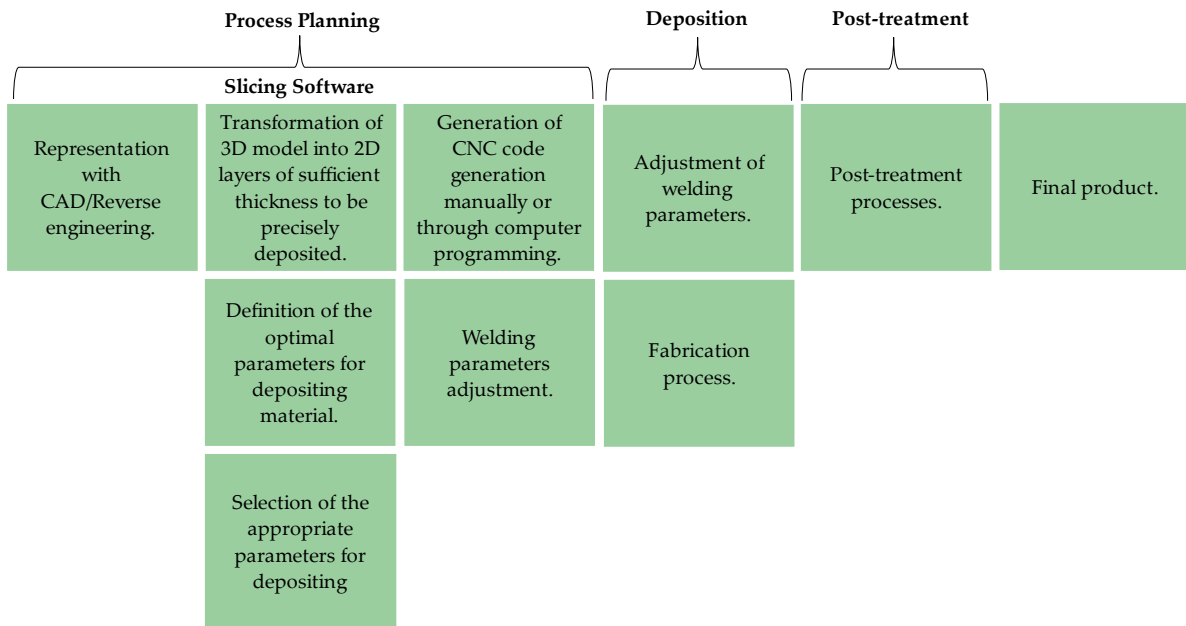 Process Planning
Deposition
Post-treatment
Slicing Software
Representation
with
CAD/Reverse
engineering.
Transformation of
3D model into 2D
layers of sufficient
thickness to be
precisely
deposited.
Generation of
CNC code
generation
manually or
through computer
programming.
Adjustment of
welding
parameters.
Post-treatment
processes.
Final product.
Definition of the
optimal
parameters for
depositing
material.
Welding
parameters
adjustment.
Fabrication
process.
Selection of the
appropriate
parameters for
depositing